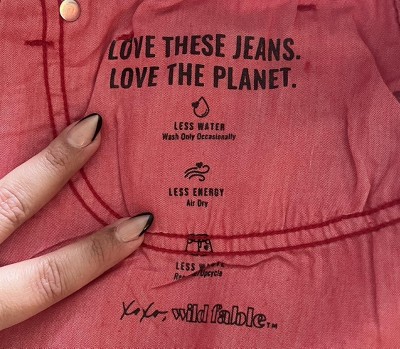 LOVE THESE JEANS.
LOVE THE PLANET.
LESS WATER
Wash Only Occasionally
LESS ENERGY
Air Dry
LESS
Upcycle
xoxo, wild fable™